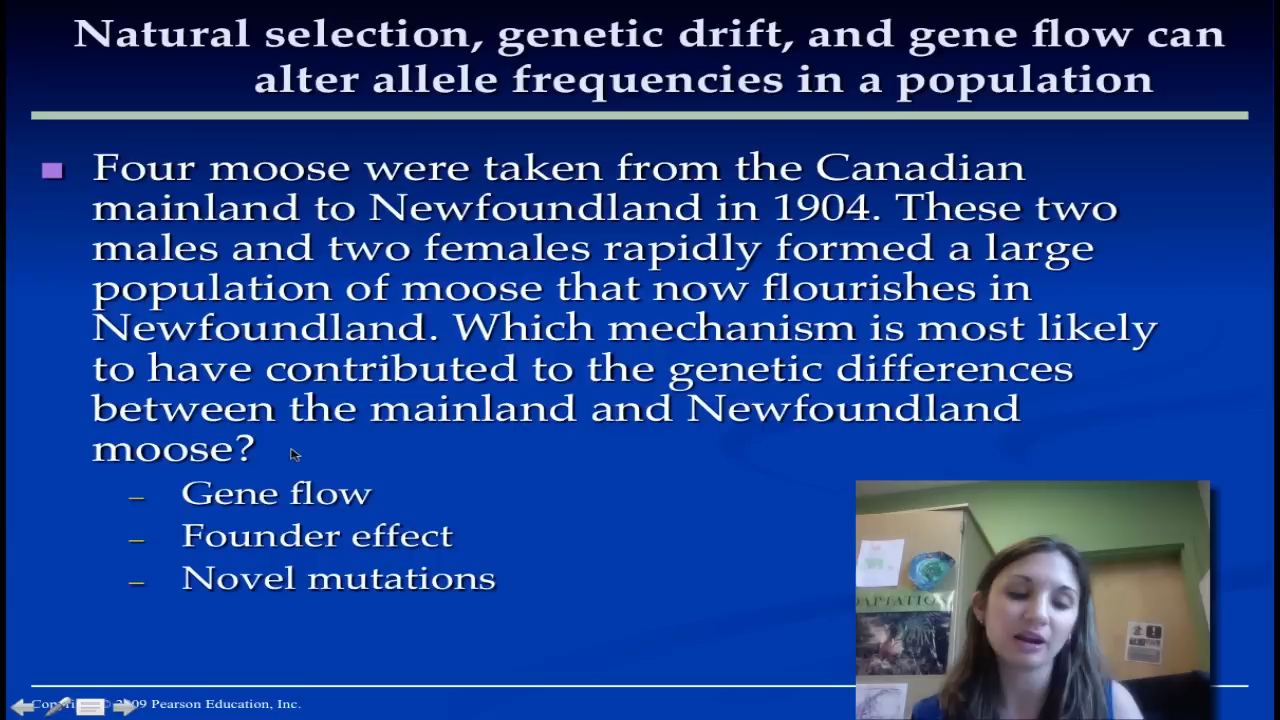 Natural selection, genetic drift, and gene flow can
alter allele frequencies in a population
Four moose were taken from the Canadian
mainland to Newfoundland in 1904. These two
males and two females rapidly formed a large
population of moose that now flourishes in
Newfoundland. Which mechanism is most likely
to have contributed to the genetic differences
between the mainland and Newfoundland
moose?
– Gene flow
– Founder effect
– Novel mutations
DAPTATION
Pearson Education, Inc.